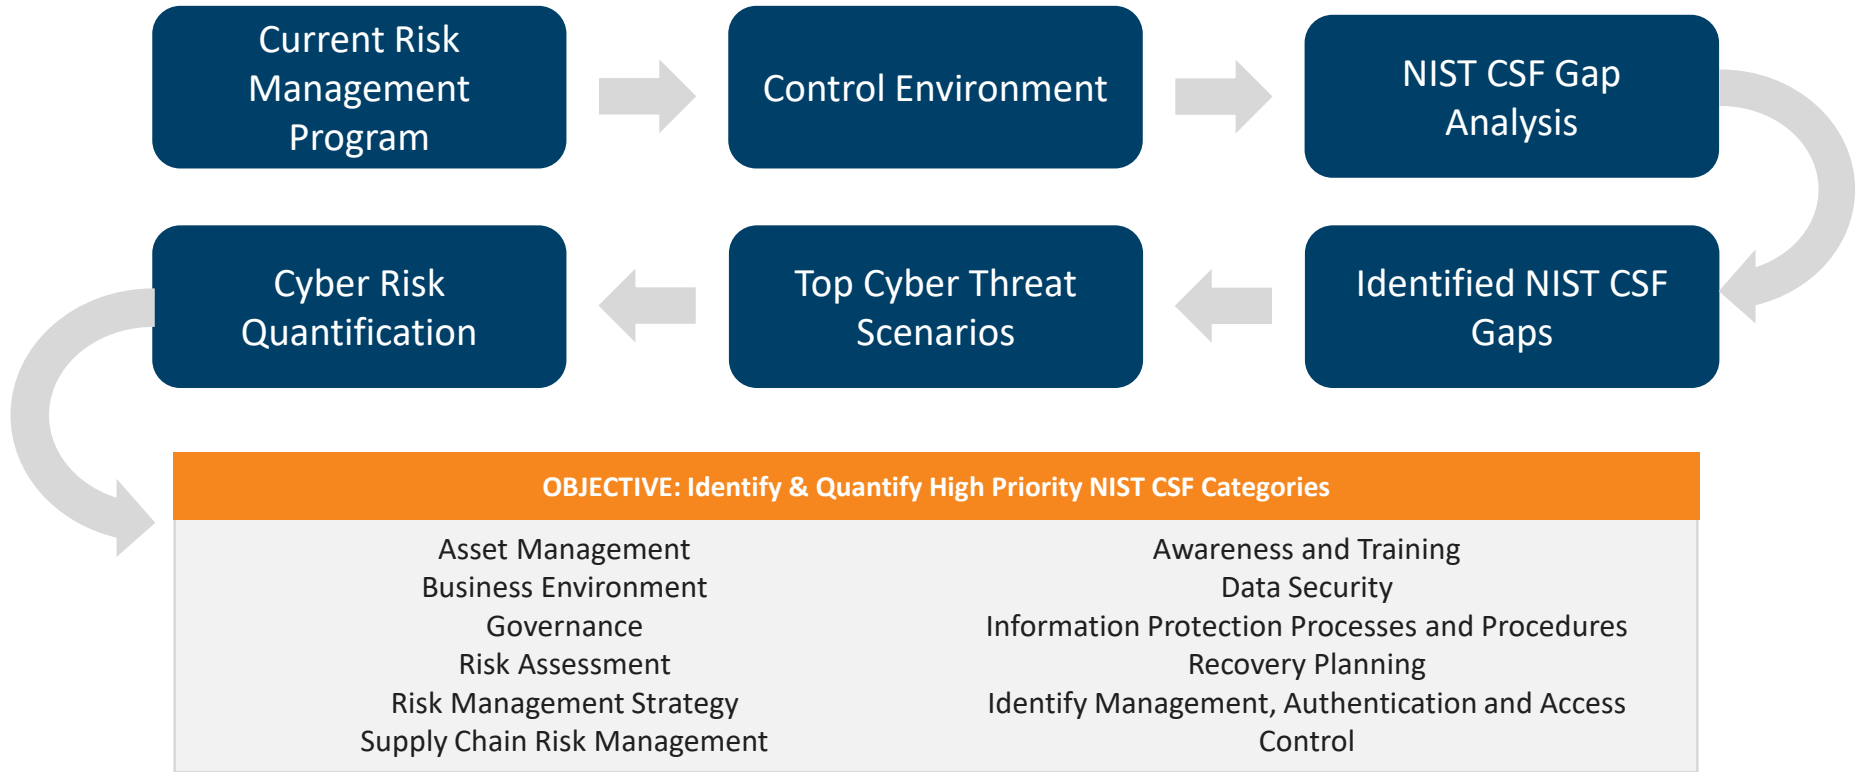 Current Risk
Management
Program
Control Environment
NIST CSF Gap
Analysis
Cyber Risk
Quantification
Top Cyber Threat
Scenarios
Identified NIST CSF
Gaps
OBJECTIVE: Identify & Quantify High Priority NIST CSF Categories
Asset Management
Business Environment
Governance
Risk Assessment
Risk Management Strategy
Supply Chain Risk Management
Awareness and Training
Data Security
Information Protection Processes and Procedures
Recovery Planning
Identify Management, Authentication and Access
Control